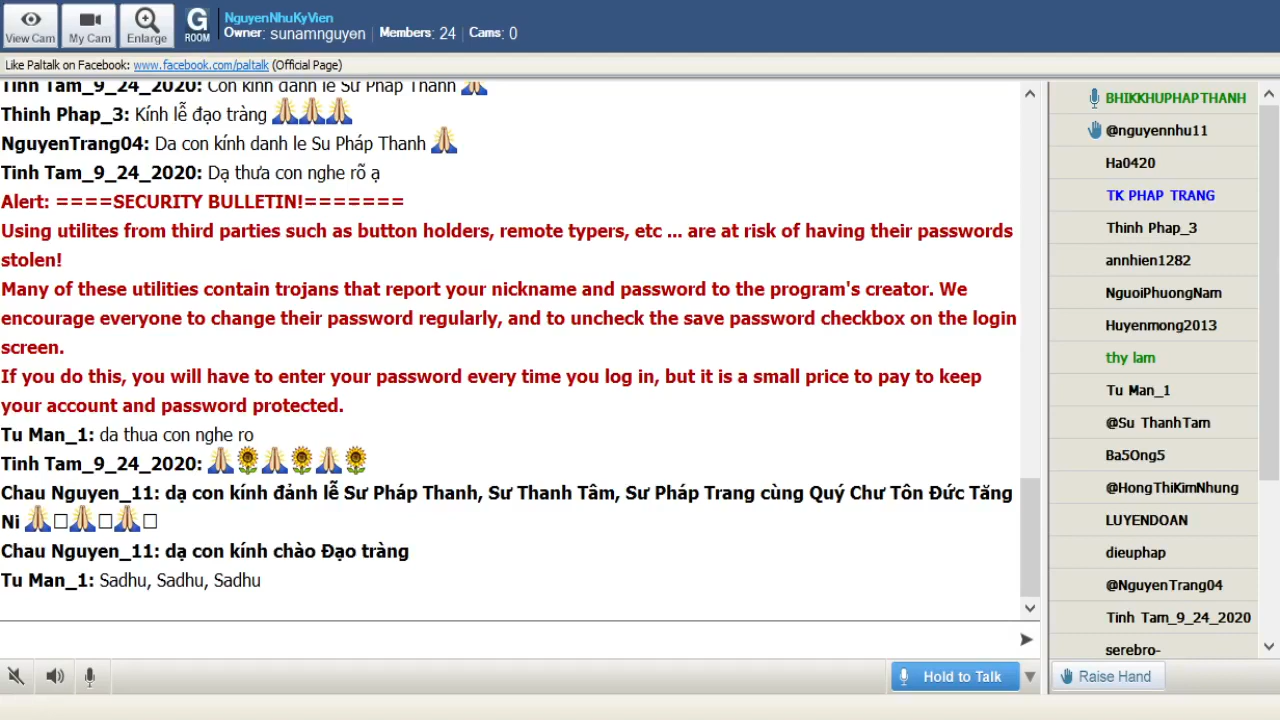 View Cam
My Cam
Enlarge
G
ROOM
NguyenNhuKyVien
Owner: sunamnguyen | Members: 24 | Cams: 0
Like Paltalk on Facebook: www.facebook.com/paltalk (Official Page)
Tinh Tam_9_24_2020: Con kính đảnh lễ Sư Pháp Thanh
Thinh Phap_3: Kính lễ đạo tràng
NguyenTrang04: Da con kính danh le Su Pháp Thanh
Tinh Tam_9_24_2020: Dạ thưa con nghe rõ ạ
Alert: ====SECURITY BULLETIN!=======
Using utilites from third parties such as button holders, remote typers, etc ... are at risk of having their passwords
stolen!
Many of these utilities contain trojans that report your nickname and password to the program's creator. We
encourage everyone to change their password regularly, and to uncheck the save password checkbox on the login
screen.
If you do this, you will have to enter your password every time you log in, but it is a small price to pay to keep
your account and password protected.
Tu Man_1: da thua con nghe ro
Tinh Tam_9_24_2020:
Chau Nguyen_11: dạ con kính đảnh lễ Sư Pháp Thanh, Sư Thanh Tâm, Sư Pháp Trang cùng Quý Chư Tôn Đức Tăng
Ni
Chau Nguyen_11: dạ con kính chào Đạo tràng
Tu Man_1: Sadhu, Sadhu, Sadhu
Hold to Talk
BHIKKHUPHAPTHANH
@nguyennhu11
Ha0420
TK PHAP TRANG
Thinh Phap_3
annhien1282
NguoiPhuongNam
Huyenmong2013
thy lam
Tu Man_1
@Su ThanhTam
Ba5Ong5
@HongThiKimNhung
LUYENDOAN
dieuphap
@NguyenTrang04
Tinh Tam_9_24_2020
serebro-
Raise Hand